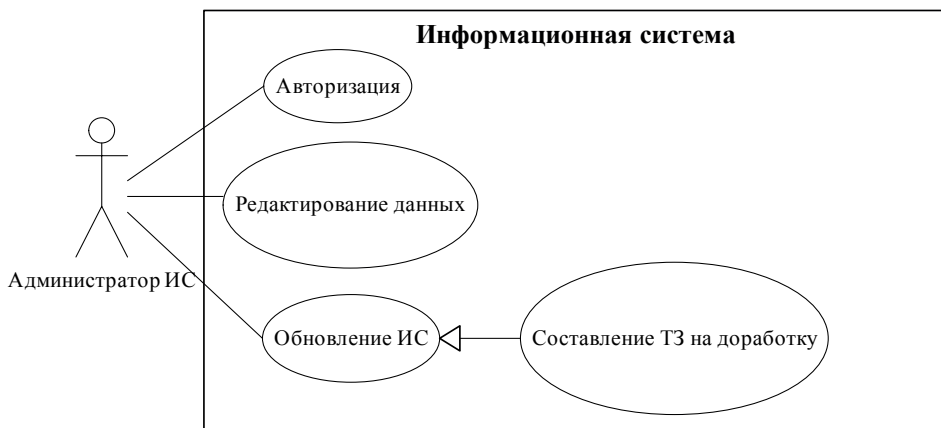 Информационная система
Авторизация
Редактирование данных
Администратор ИС
Обновление ИС
Составление ТЗ на доработку